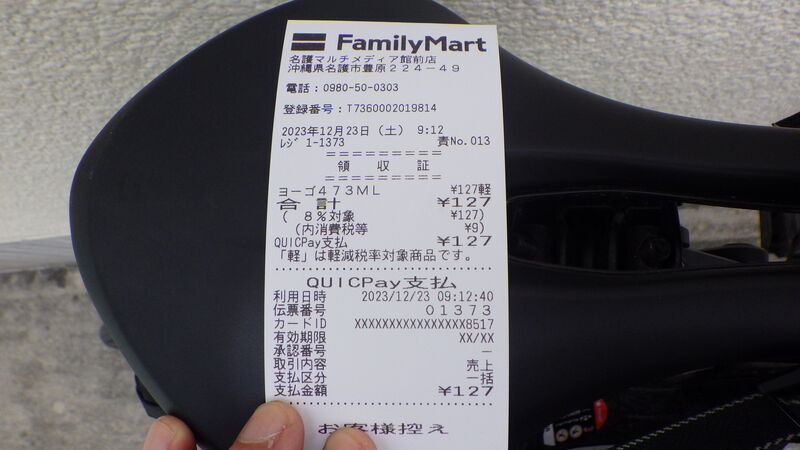 FamilyMart
名護マルチメディア館前店
沖縄県名護市豊原224-49
電話：0980-50-0303
登録番号：T7360002019814
2023年12月23日（土） 9:12
ﾚｼﾞ 1-1373 責No.013
=========
領 収 証
=========
ヨーゴ473ML ¥127軽
合 計 ¥127
（ 8％対象 ¥127)
(内消費税等 ¥9)
QUICPay支払 ¥127
「軽」は軽減税率対象商品です。
QUICPay支払
利用日時 2023/12/23 09:12:40
伝票番号 01373
カードID XXXXXXXXXXXXXXXX8517
有効期限 XX/XX
承認番号 －
取引内容 売上
支払区分 一括
支払金額 ¥127
お客様控え